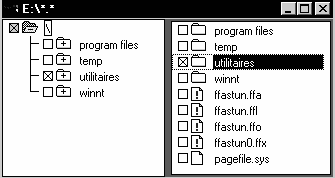 E:\*.*
\
program files
temp
utilitaires
winnt
program files
temp
utilitaires
winnt
ffastun.ffa
ffastun.ffl
ffastun.ffo
ffastun0.ffx
pagefile.sys